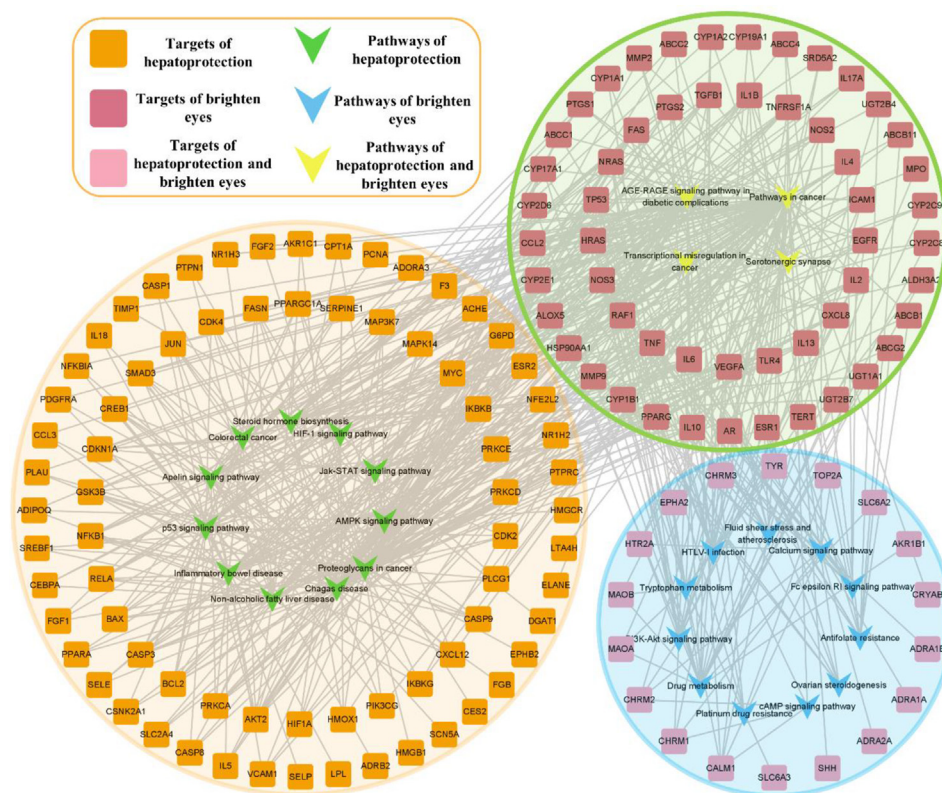 Targets of
hepatoprotection
Pathways of
hepatoprotection
Targets of brighten
eyes
Pathways of brighten
eyes
Targets of
hepatoprotection and
brighten eyes
Pathways of
hepatoprotection and
brighten eyes
CYP1A2
CYP19A1
ABCC2
ABCC4
MMP2
SRD5A2
CYP1A1
IL17A
PTGS1
UGT2B4
ABCC1
ABCB11
CYP17A1
MPO
CYP2D6
CYP2C9
CCL2
CYP2C8
CYP2E1
ALDH3A2
ALOX5
ABCB1
HSP90AA1
ABCG2
MMP9
UGT1A1
CYP1B1
UGT2B7
PPARG
TERT
IL10
AR
ESR1
TGFB1
IL1B
PTGS2
TNFRSF1A
FAS
NOS2
NRAS
IL4
TP53
ICAM1
HRAS
EGFR
NOS3
IL2
RAF1
CXCL8
TNF
IL13
IL6
VEGFA
TLR4
AGE-RAGE signaling pathway in
diabetic complications
Pathways in cancer
Transcriptional misregulation in
cancer
Serotonergic synapse
AKR1C1
CPT1A
FGF2
PCNA
NR1H3
ADORA3
PTPN1
F3
CASP1
ACHE
TIMP1
G6PD
IL18
ESR2
NFKBIA
NFE2L2
PDGFRA
NR1H2
CCL3
PTPRC
PLAU
HMGCR
ADIPOQ
LTA4H
SREBF1
ELANE
CEBPA
DGAT1
FGF1
EPHB2
PPARA
FGB
SELE
CES2
CSNK2A1
SCN5A
SLC2A4
HMGB1
CASP8
ADRB2
IL5
LPL
VCAM1
SELP
PPARGC1A
SERPINE1
FASN
MAP3K7
CDK4
MAPK14
JUN
MYC
SMAD3
IKBKB
CREB1
PRKCE
CDKN1A
PRKCD
GSK3B
CDK2
NFKB1
PLCG1
RELA
CASP9
BAX
CXCL12
CASP3
IKBKG
BCL2
PIK3CG
PRKCA
HMOX1
AKT2
HIF1A
Steroid hormone biosynthesis
HIF-1 signaling pathway
Colorectal cancer
Jak-STAT signaling pathway
Apelin signaling pathway
AMPK signaling pathway
p53 signaling pathway
Proteoglycans in cancer
Inflammatory bowel disease
Chagas disease
Non-alcoholic fatty liver disease
TYR
CHRM3
TOP2A
EPHA2
SLC6A2
HTR2A
AKR1B1
MAOB
CRYAB
MAOA
ADRA1B
CHRM2
ADRA1A
CHRM1
ADRA2A
CALM1
SHH
SLC6A3
Fluid shear stress and
atherosclerosis
HTLV-I infection
Calcium signaling pathway
Tryptophan metabolism
Fc epsilon RI signaling pathway
PI3K-Akt signaling pathway
Antifolate resistance
Drug metabolism
Ovarian steroidogenesis
Platinum drug resistance
cAMP signaling pathway